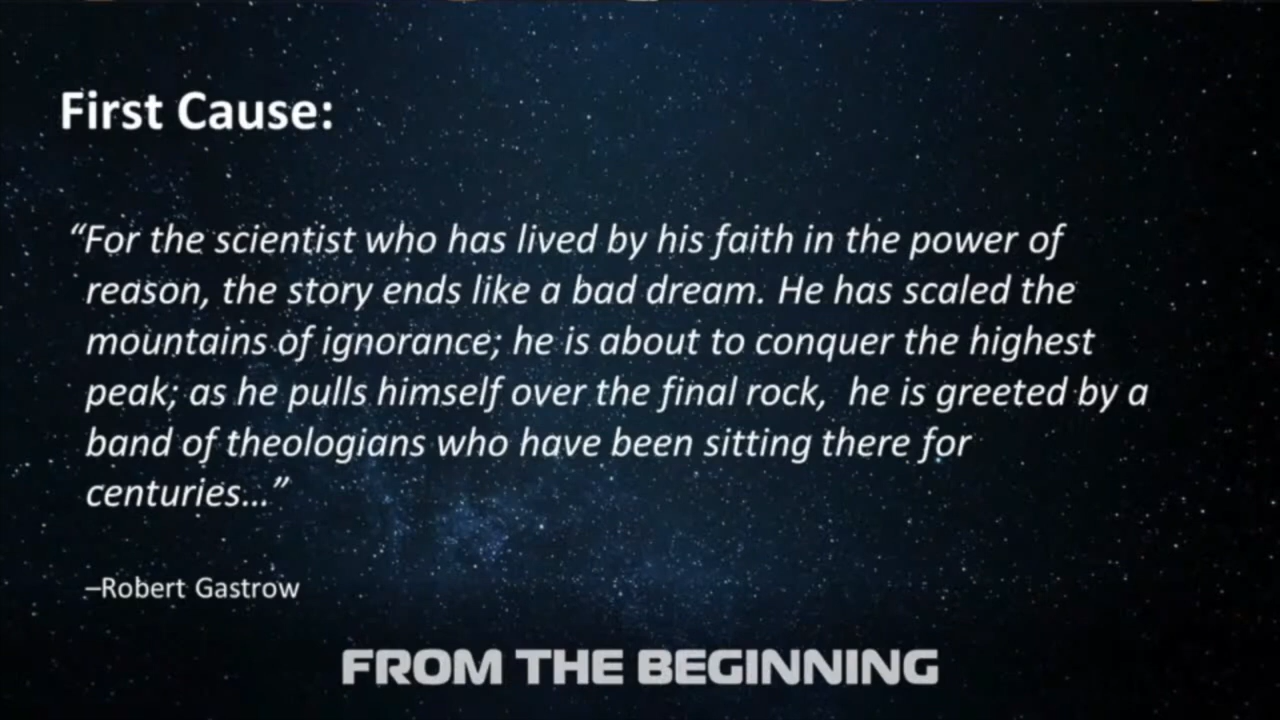 First Cause:
“For the scientist who has lived by his faith in the power of
reason, the story ends like a bad dream. He has scaled the
mountains of ignorance; he is about to conquer the highest
peak; as he pulls himself over the final rock,  he is greeted by a
band of theologians who have been sitting there for
centuries…”
–Robert Gastrow
FROM THE BEGINNING